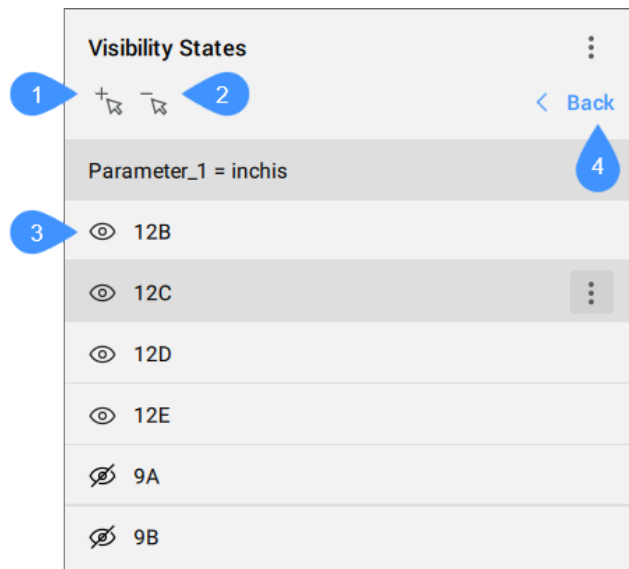 Visibility States
1
2
Back
4
Parameter_1 = inchis
3
12B
12C
12D
12E
9A
9B